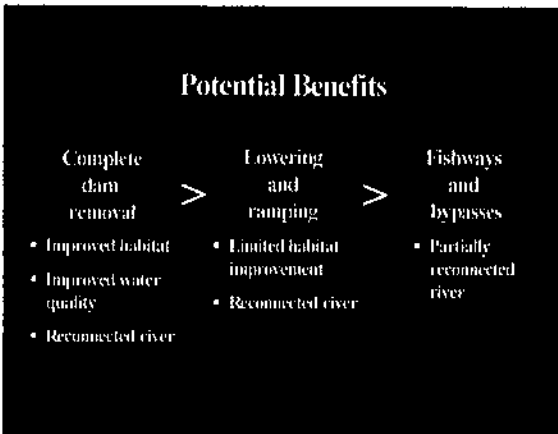 Potential Benefits
Complete
dam
removal
>
Lowering
and
ramping
>
Fishways
and
bypasses
▪ Improved habitat
▪ Improved water
quality
▪ Reconnected river
▪ Limited habitat
improvement
▪ Reconnected river
▪ Partially
reconnected
river